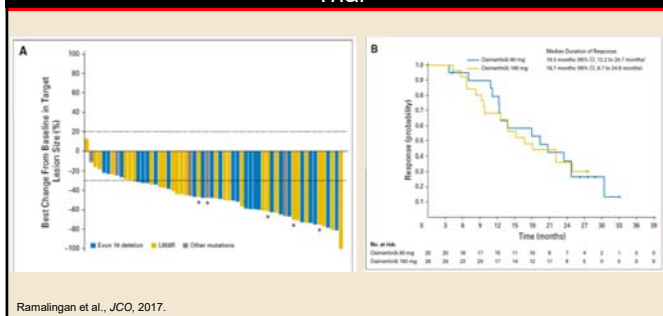 Trial
A
Best Change From Baseline in Target
Lesion Size (%)
100
80
60
40
20
0
−20
−40
−60
−80
−100
Exon 19 deletion
L858R
Other mutations
B
Median Duration of Response
Osimertinib 80 mg
Osimertinib 160 mg
Response (probability)
1.0
0.9
0.8
0.7
0.6
0.5
0.4
0.3
0.2
0.1
0 3 6 9 12 15 18 21 24 27 30 33 36
Time (months)
No. at risk
Osimertinib 80 mg
Osimertinib 160 mg
Ramalingan et al., JCO, 2017.